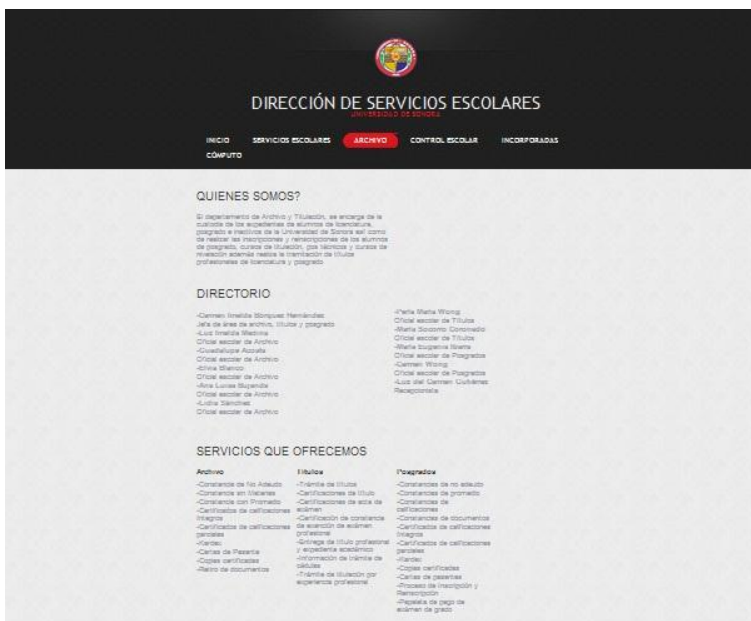 DIRECCIÓN DE SERVICIOS ESCOLARES
UNIVERSIDAD DE SONORA
INICIO SERVICIOS ESCOLARES ARCHIVO CONTROL ESCOLAR INCORPORADAS
CÓMPUTO
QUIENES SOMOS?
El departamento de Archivo y Titulación, se encarga de la
custodia de los expedientes de alumnos de licenciatura,
posgrado e inactivos de la Universidad de Sonora así como
de realizar las inscripciones y reinscripciones de los alumnos
de posgrado, cursos de titulación, pos técnicos y cursos de
nivelación además realiza la tramitación de títulos
profesionales de licenciatura y posgrado.
DIRECTORIO
-Carmen Imelda Bórquez Hernández
Jefa de área de archivo, títulos y posgrado
-Luz Imelda Medina
Oficial escolar de Archivo
-Guadalupe Acosta
Oficial escolar de Archivo
-Elvia Blanco
Oficial escolar de Archivo
-Ana Luisa
Oficial escolar de Archivo
-Lidia Sánchez
Oficial escolar de Archivo
-Perla María Wong
Oficial escolar de Títulos
-María Socorro Coronado
Oficial escolar de Títulos
-María Eugenia Ibarra
Oficial escolar de Posgrados
-Carmen Wong
Oficial escolar de Posgrados
-Luz del Carmen Gutiérrez
Recepcionista
SERVICIOS QUE OFRECEMOS
Archivo
-Constancia de No Adeudo
-Constancia sin Materias
-Constancia con Promedio
-Certificados de calificaciones
íntegros
-Certificados de calificaciones
parciales
-Kardex
-Cartas de Pasantía
-Copias certificadas
-Retiro de documentos
Títulos
-Trámite de títulos
-Certificaciones de título
-Certificaciones de acta de
exámen
-Certificación de constancia
de exención de exámen
profesional
-Entrega de título profesional
y expediente académico
-Información de trámite de
cédulas
-Trámite de titulación por
experiencia profesional
Posgrados
-Constancias de no adeudo
-Constancias de promedio
-Constancias de
calificaciones
-Constancias de documentos
-Certificados de calificaciones
íntegros
-Certificados de calificaciones
parciales
-Kardex
-Copias certificadas
-Cartas de pasantías
-Proceso de Inscripción y
Reinscripción
-Papeleta de pago de
exámen de grado